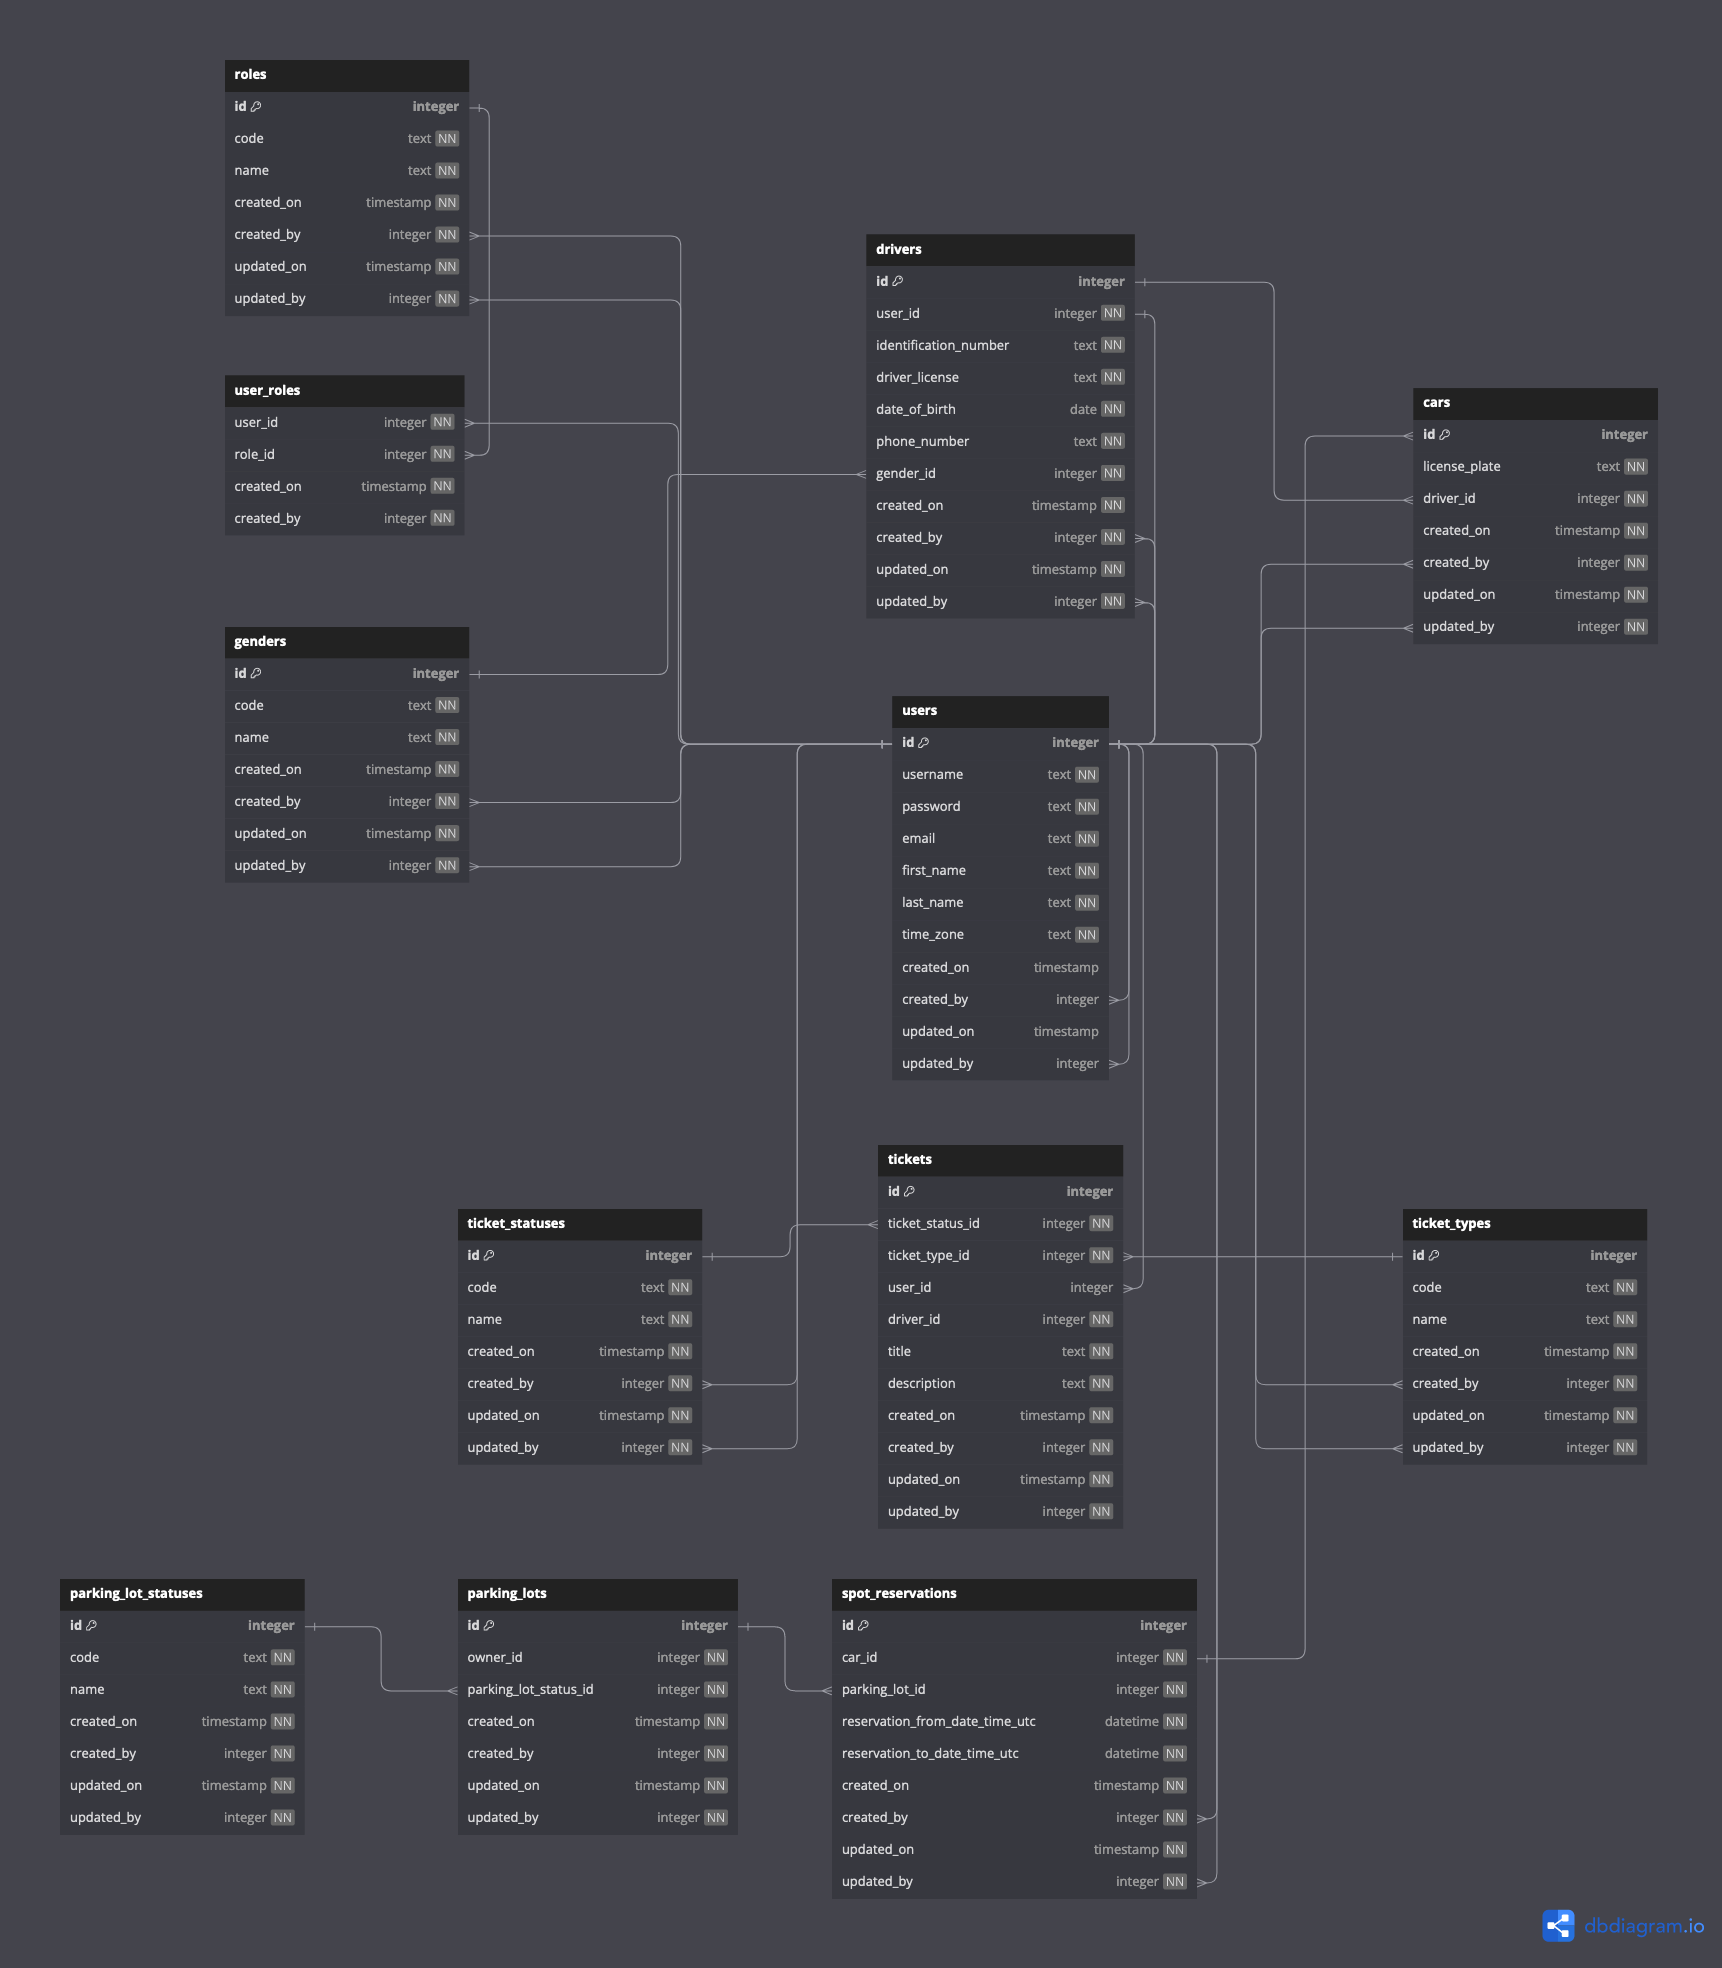 roles
id integer
code text NN
name text NN
created_on timestamp NN
created_by integer NN
updated_on timestamp NN
updated_by integer NN
user_roles
user_id integer NN
role_id integer NN
created_on timestamp NN
created_by integer NN
genders
id integer
code text NN
name text NN
created_on timestamp NN
created_by integer NN
updated_on timestamp NN
updated_by integer NN
drivers
id integer
user_id integer NN
identification_number text NN
driver_license text NN
date_of_birth date NN
phone_number text NN
gender_id integer NN
created_on timestamp NN
created_by integer NN
updated_on timestamp NN
updated_by integer NN
cars
id integer
license_plate text NN
driver_id integer NN
created_on timestamp NN
created_by integer NN
updated_on timestamp NN
updated_by integer NN
users
id integer
username text NN
password text NN
email text NN
first_name text NN
last_name text NN
time_zone text NN
created_on timestamp
created_by integer
updated_on timestamp
updated_by integer
ticket_statuses
id integer
code text NN
name text NN
created_on timestamp NN
created_by integer NN
updated_on timestamp NN
updated_by integer NN
tickets
id integer
ticket_status_id integer NN
ticket_type_id integer NN
user_id integer
driver_id integer NN
title text NN
description text NN
created_on timestamp NN
created_by integer NN
updated_on timestamp NN
updated_by integer NN
ticket_types
id integer
code text NN
name text NN
created_on timestamp NN
created_by integer NN
updated_on timestamp NN
updated_by integer NN
parking_lot_statuses
id integer
code text NN
name text NN
created_on timestamp NN
created_by integer NN
updated_on timestamp NN
updated_by integer NN
parking_lots
id integer
owner_id integer NN
parking_lot_status_id integer NN
created_on timestamp NN
created_by integer NN
updated_on timestamp NN
updated_by integer NN
spot_reservations
id integer
car_id integer NN
parking_lot_id integer NN
reservation_from_date_time_utc datetime NN
reservation_to_date_time_utc datetime NN
created_on timestamp NN
created_by integer NN
updated_on timestamp NN
updated_by integer NN
dbdiagram.io